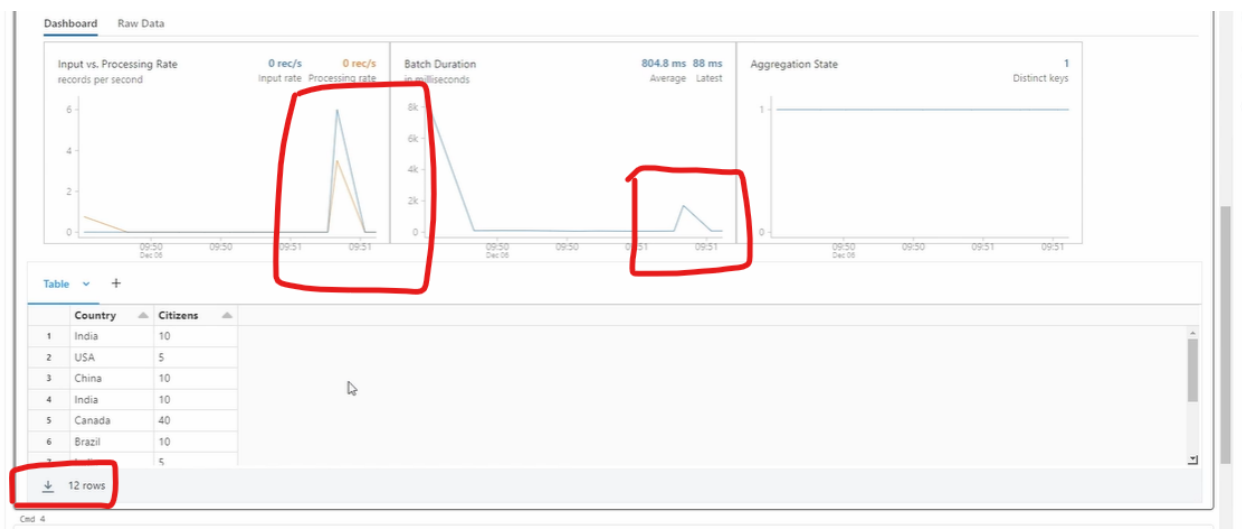 Dashboard Raw Data
Input vs. Processing Rate 0 rec/s 0 rec/s
records per second Input rate Processing rate
6
4
2
0
09:50 09:50 09:51 09:51
Dec 06
Batch Duration 804.8 ms 88 ms
in milliseconds Average Latest
8k
6k
4k
2k
0
09:50 09:50 09:51 09:51
Dec 06
Aggregation State 1
Distinct keys
1
0
09:50 09:50 09:51 09:51
Dec 06
Table +
Country Citizens
1 India 10
2 USA 5
3 China 10
4 India 10
5 Canada 40
6 Brazil 10
5
12 rows
Cmd 4